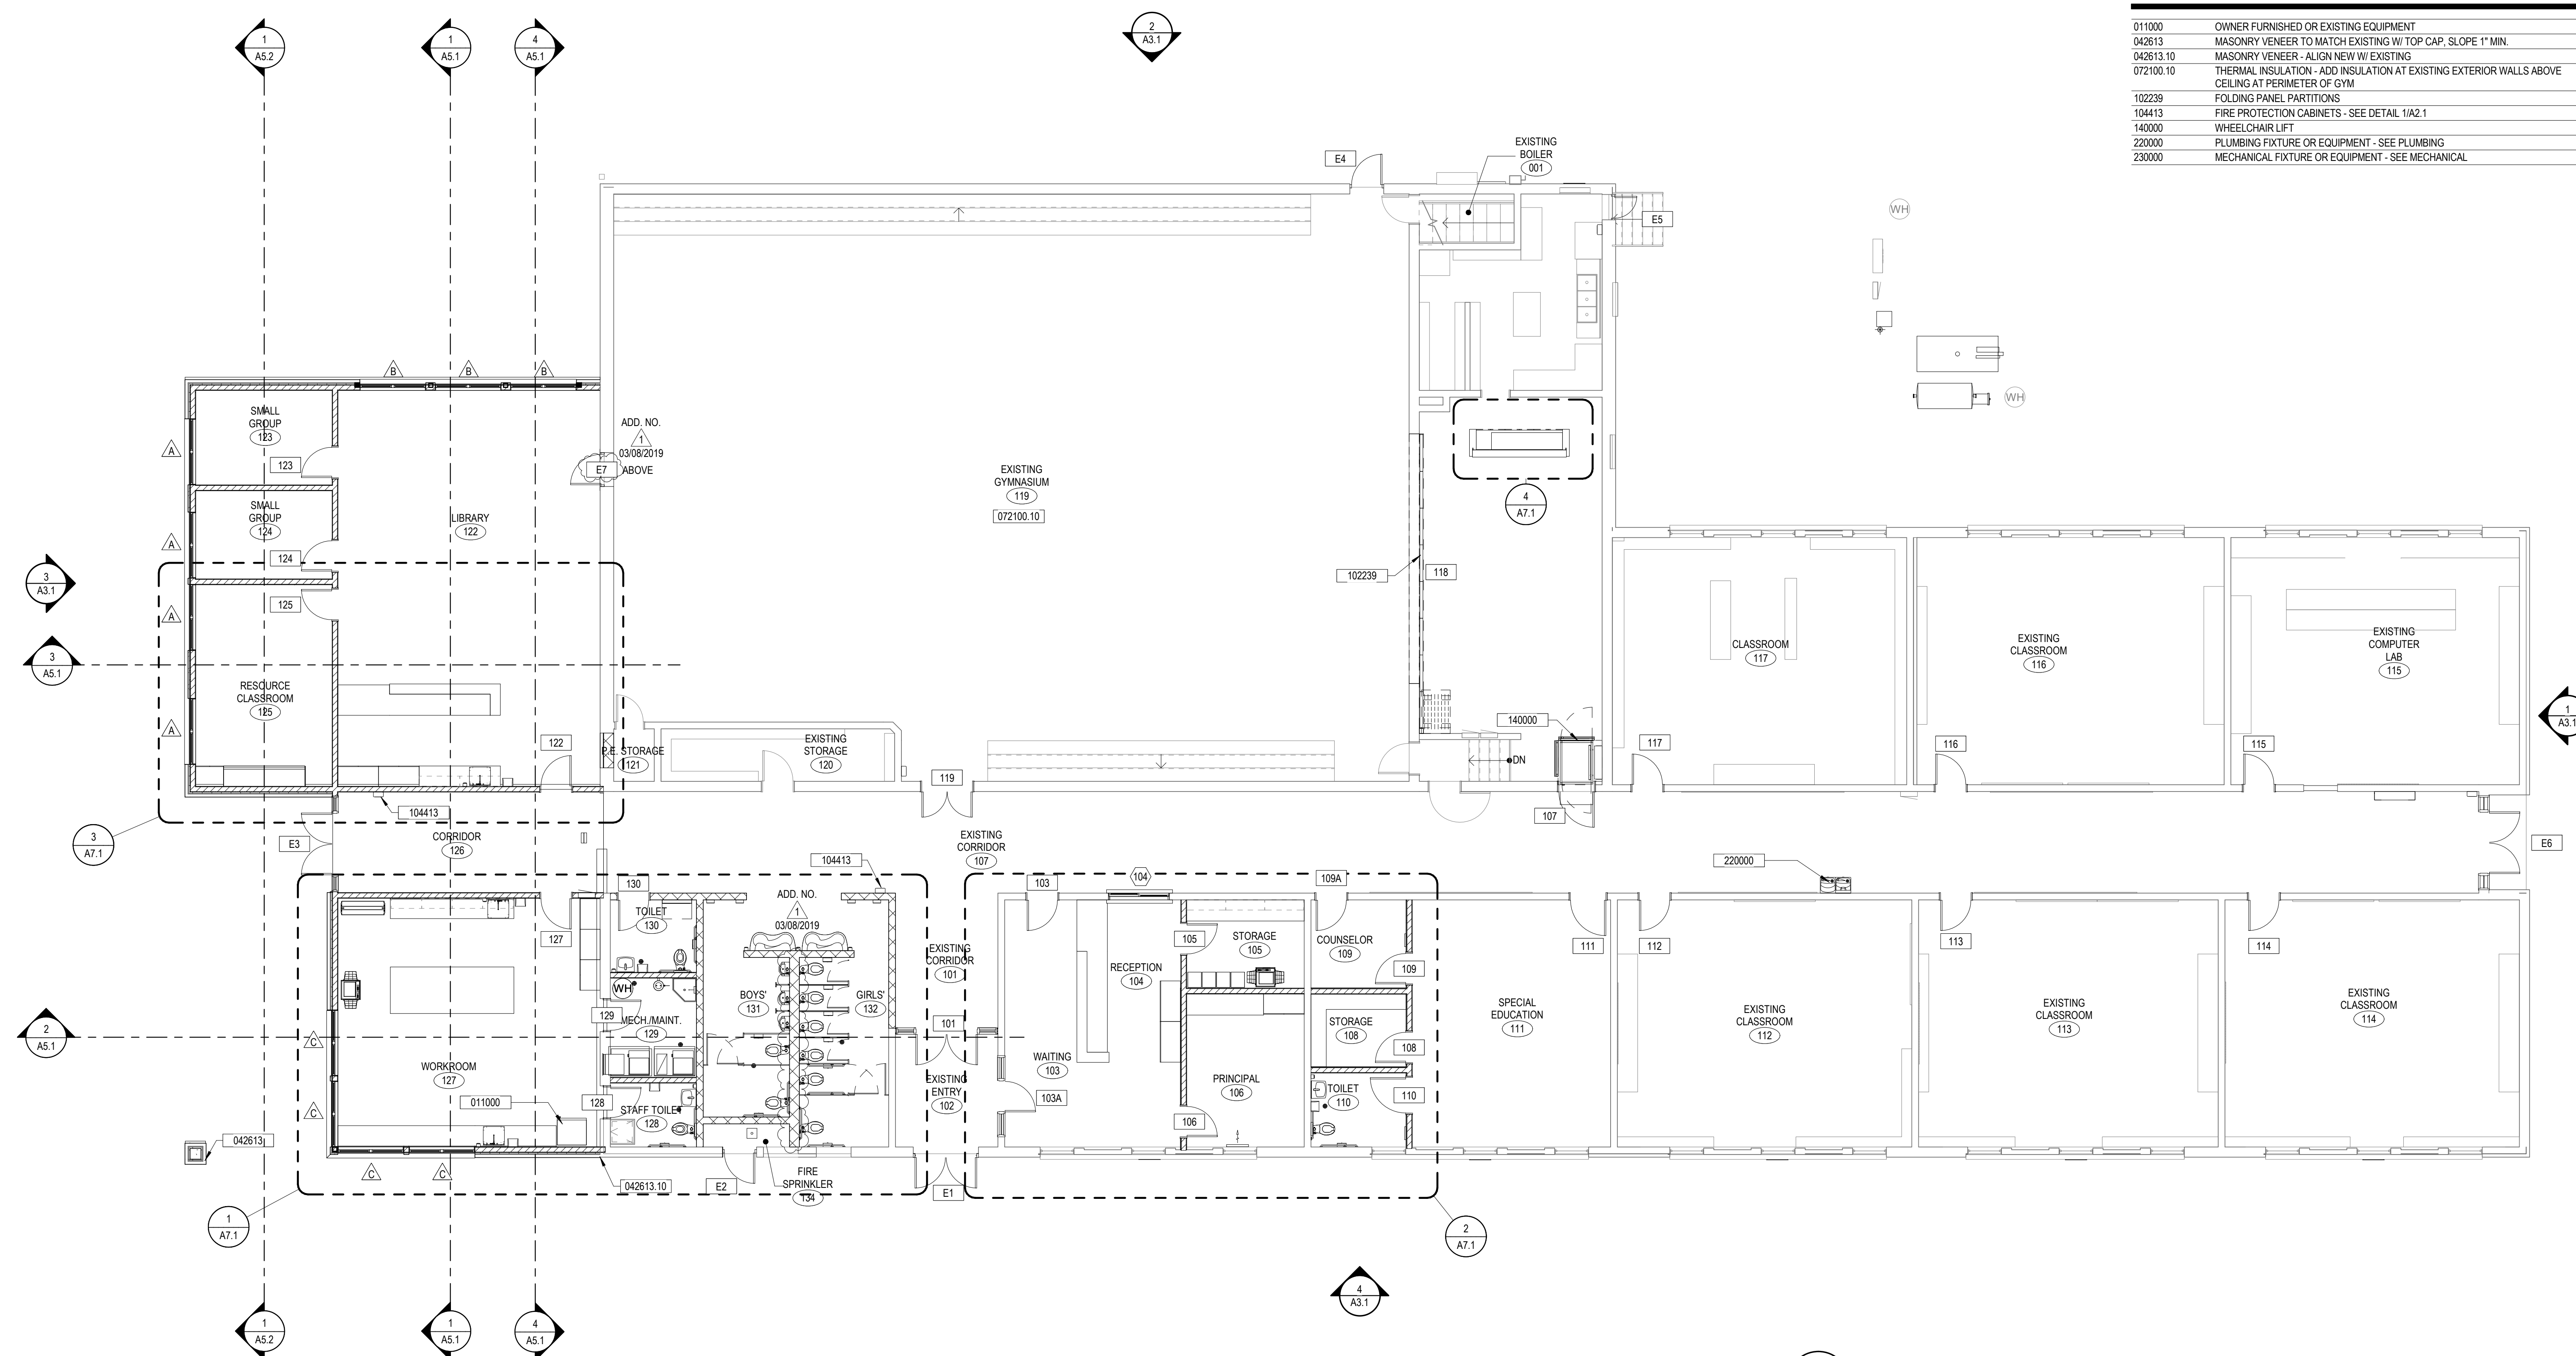 1
A5.2
1
A5.1
4
A5.1
2
A3.1
011000 OWNER FURNISHED OR EXISTING EQUIPMENT
042613 MASONRY VENEER TO MATCH EXISTING W/ TOP CAP, SLOPE 1" MIN.
042613.10 MASONRY VENEER - ALIGN NEW W/ EXISTING
072100.10 THERMAL INSULATION - ADD INSULATION AT EXISTING EXTERIOR WALLS ABOVE
CEILING AT PERIMETER OF GYM
102239 FOLDING PANEL PARTITIONS
104413 FIRE PROTECTION CABINETS - SEE DETAIL 1/A2.1
140000 WHEELCHAIR LIFT
220000 PLUMBING FIXTURE OR EQUIPMENT - SEE PLUMBING
230000 MECHANICAL FIXTURE OR EQUIPMENT - SEE MECHANICAL
E4
EXISTING
BOILER
001
E5
WH
WH
B
B
B
SMALL
GROUP
123
A
123
ADD. NO.
1
03/08/2019
E7
ABOVE
EXISTING
GYMNASIUM
119
072100.10
4
A7.1
SMALL
GROUP
124
A
124
LIBRARY
122
3
A3.1
3
A5.1
A
125
RESOURCE
CLASSROOM
125
A
122
P.E. STORAGE
121
EXISTING
STORAGE
120
119
102239
118
140000
DN
107
CLASSROOM
117
117
EXISTING
CLASSROOM
116
116
EXISTING
COMPUTER
LAB
115
115
1
A3.1
3
A7.1
104413
E3
CORRIDOR
126
104413
EXISTING
CORRIDOR
107
220000
E6
130
TOILET
130
ADD. NO.
1
03/08/2019
127
WH
129
MECH./MAINT.
129
BOYS'
131
GIRLS'
132
EXISTING
CORRIDOR
101
101
EXISTING
ENTRY
102
103
104
109A
105
STORAGE
105
COUNSELOR
109
109
RECEPTION
104
WAITING
103
103A
PRINCIPAL
106
106
STORAGE
108
108
TOILET
110
110
111
SPECIAL
EDUCATION
111
112
EXISTING
CLASSROOM
112
113
EXISTING
CLASSROOM
113
114
EXISTING
CLASSROOM
114
2
A5.1
C
C
WORKROOM
127
011000
128
STAFF TOILET
128
042613
C
C
042613.10
E2
FIRE
SPRINKLER
134
E1
1
A7.1
2
A7.1
4
A3.1
1
A5.2
1
A5.1
4
A5.1